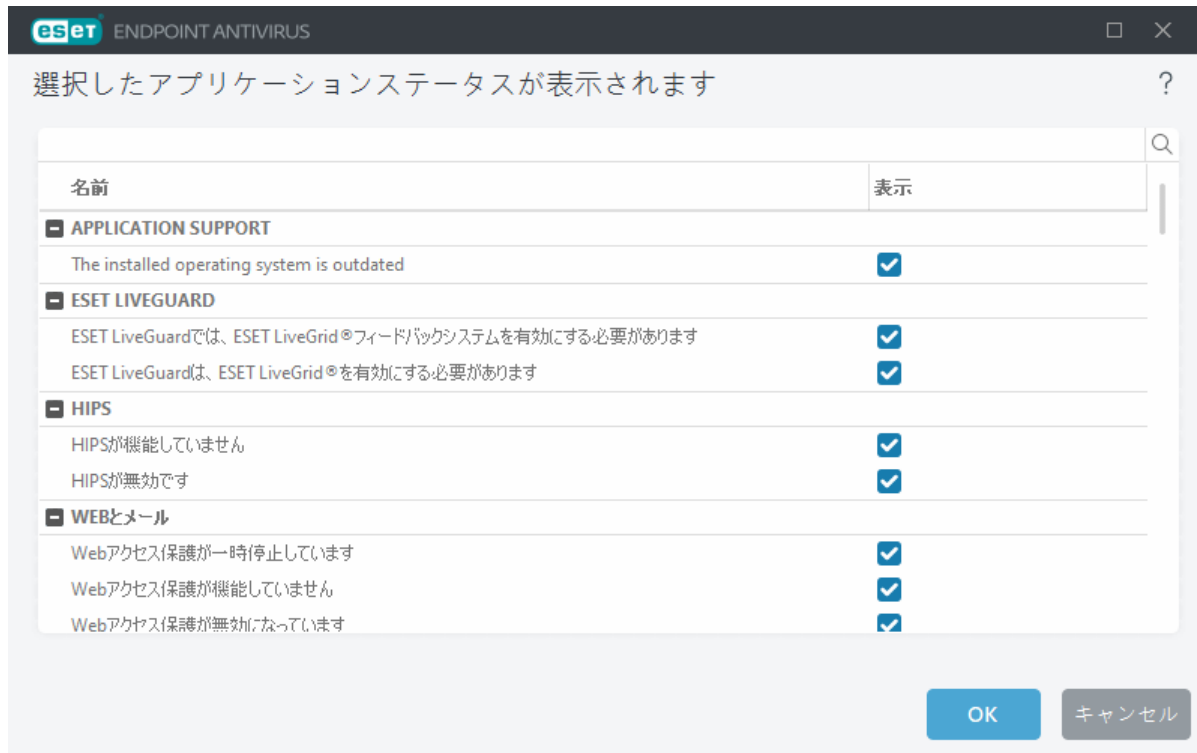 eseT ENDPOINT ANTIVIRUS
選択したアプリケーションステータスが表示されます ?
名前 表示
APPLICATION SUPPORT
The installed operating system is outdated
ESET LIVEGUARD
ESET LiveGuardでは、ESET LiveGrid®フィードバックシステムを有効にする必要があります
ESET LiveGuardは、ESET LiveGrid®を有効にする必要があります
HIPS
HIPSが機能していません
HIPSが無効です
WEBとメール
Webアクセス保護が一時停止しています
Webアクセス保護が機能していません
Webアクセス保護が無効になっています
OK キャンセル